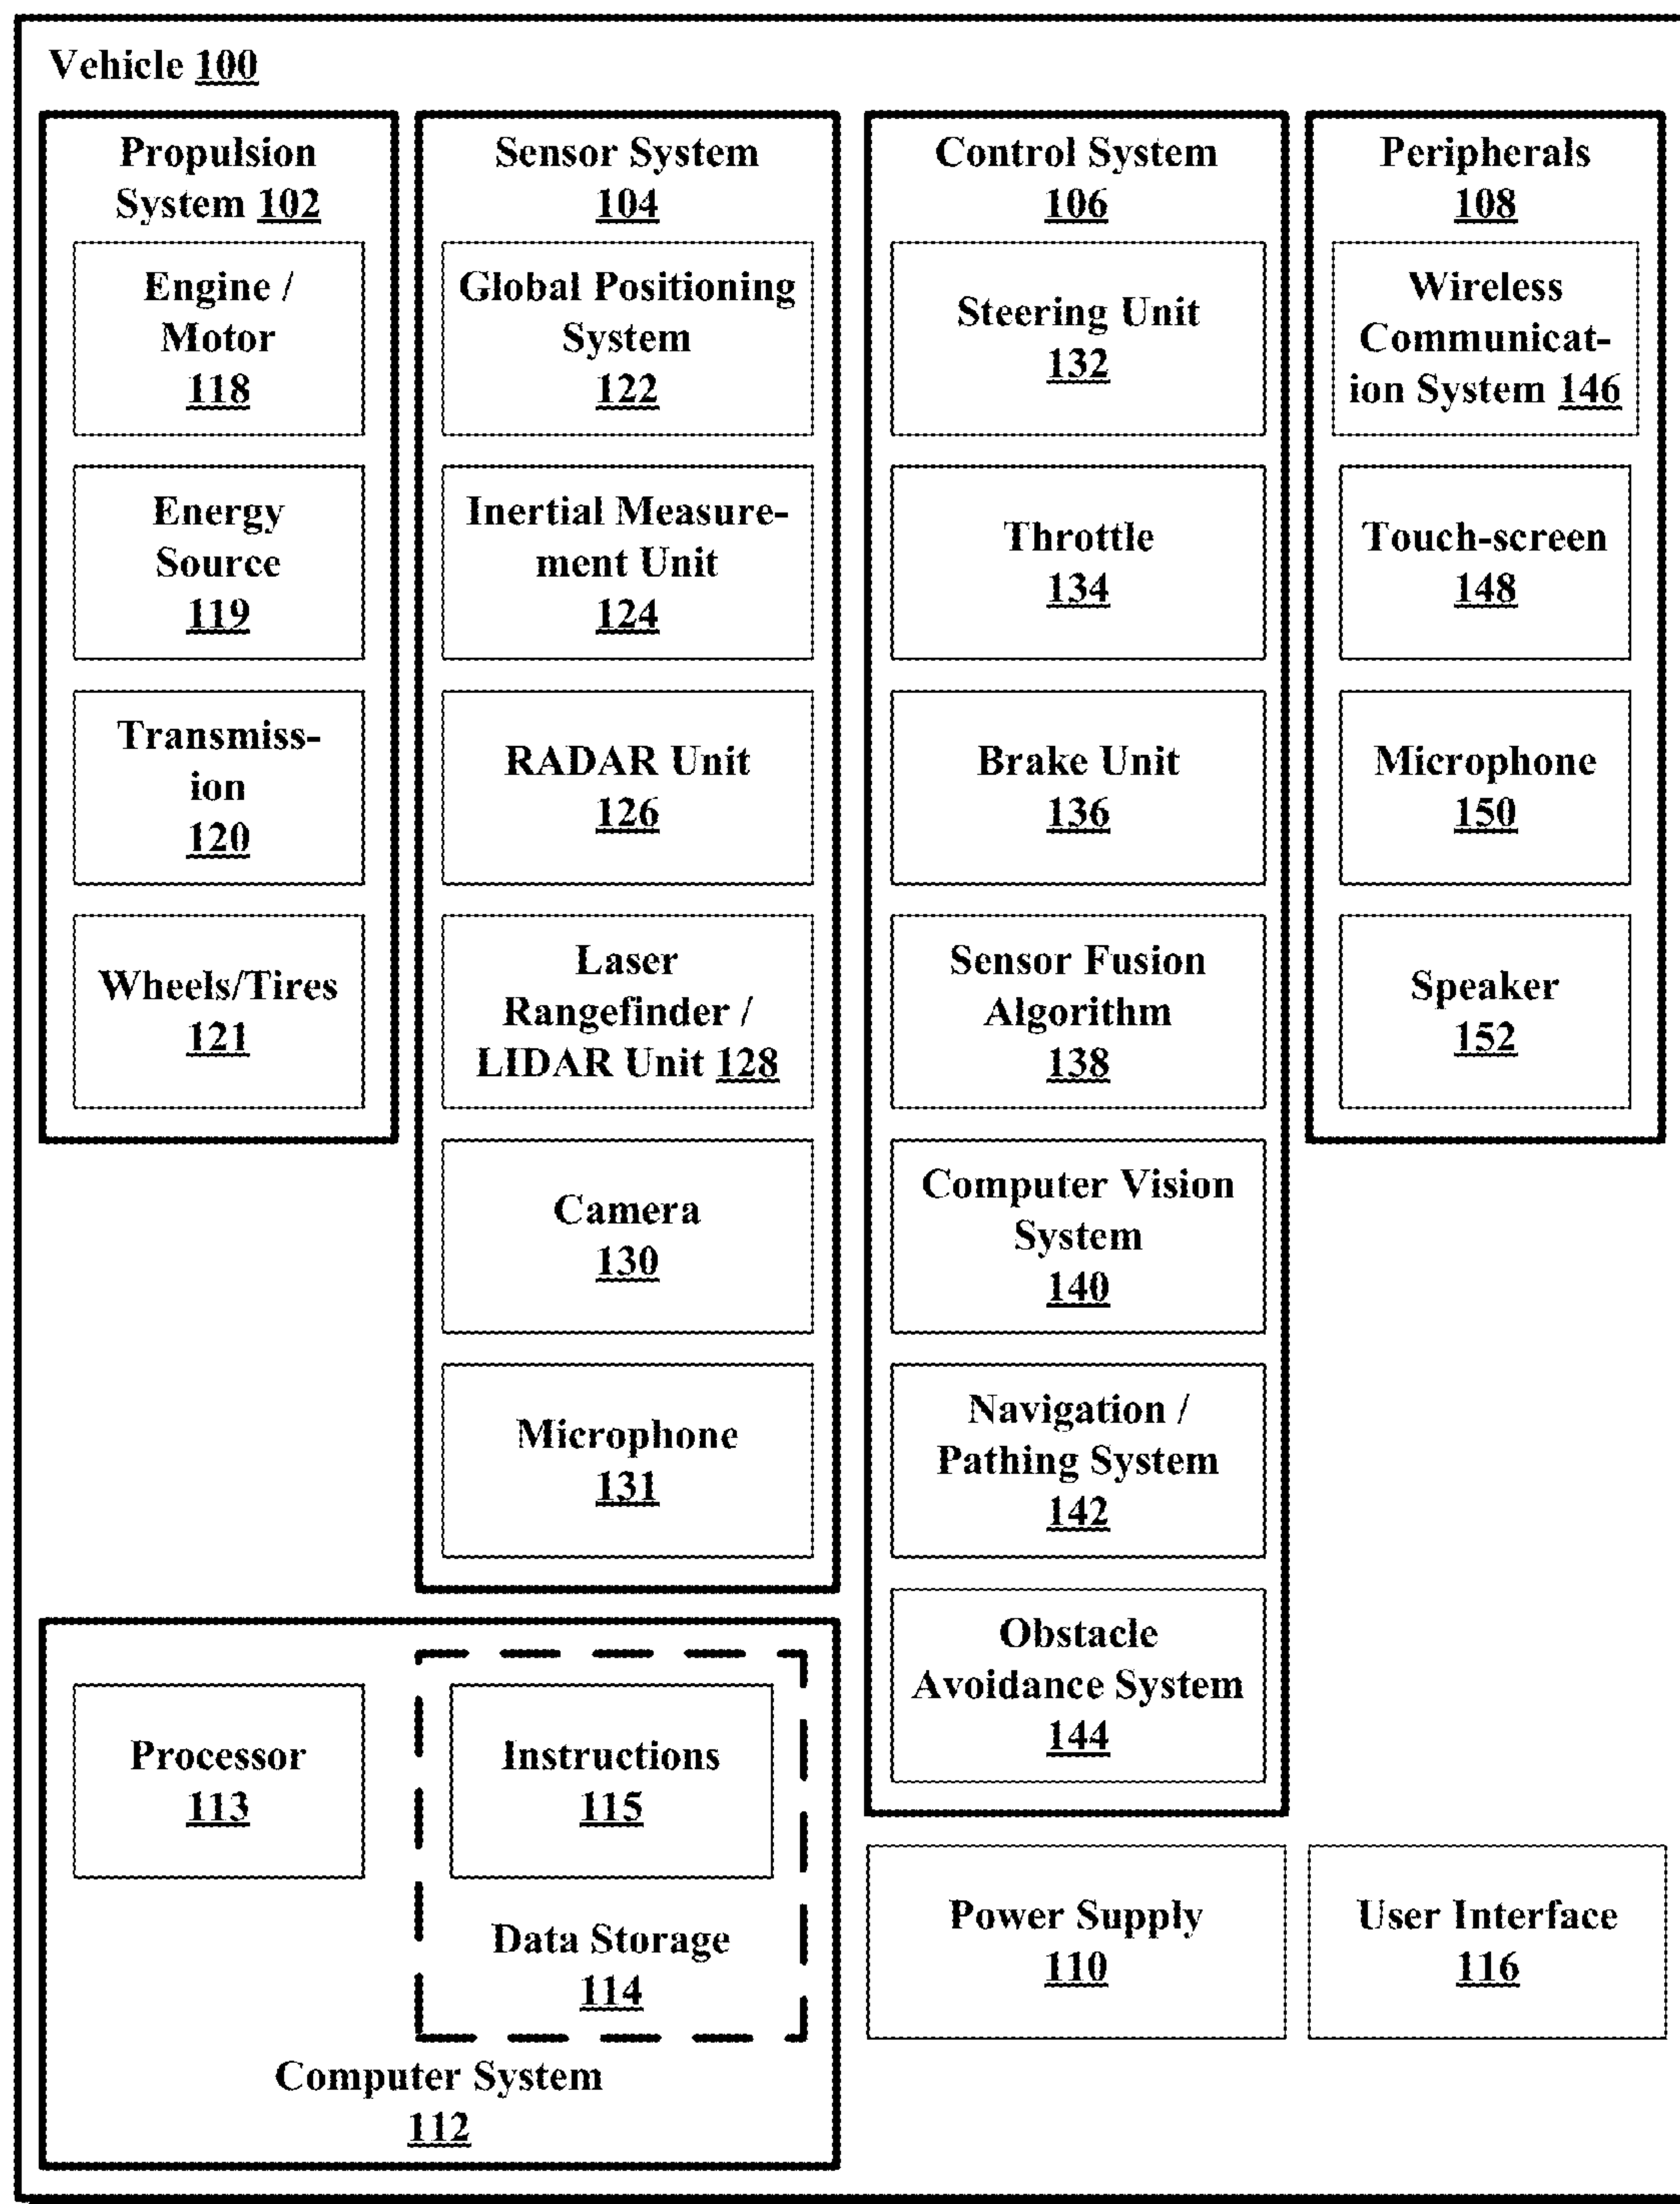 Vehicle 100
Propulsion
System 102
Engine /
Motor
118
Energy
Source
119
Transmiss-
ion
120
Wheels/Tires
121
Sensor System
104
Global Positioning
System
122
Inertial Measure-
ment Unit
124
RADAR Unit
126
Laser
Rangefinder /
LIDAR Unit 128
Camera
130
Microphone
131
Control System
106
Steering Unit
132
Throttle
134
Brake Unit
136
Sensor Fusion
Algorithm
138
Computer Vision
System
140
Navigation /
Pathing System
142
Obstacle
Avoidance System
144
Peripherals
108
Wireless
Communicat-
ion System 146
Touch-screen
148
Microphone
150
Speaker
152
Processor
113
Instructions
115
Data Storage
114
Computer System
112
Power Supply
110
User Interface
116